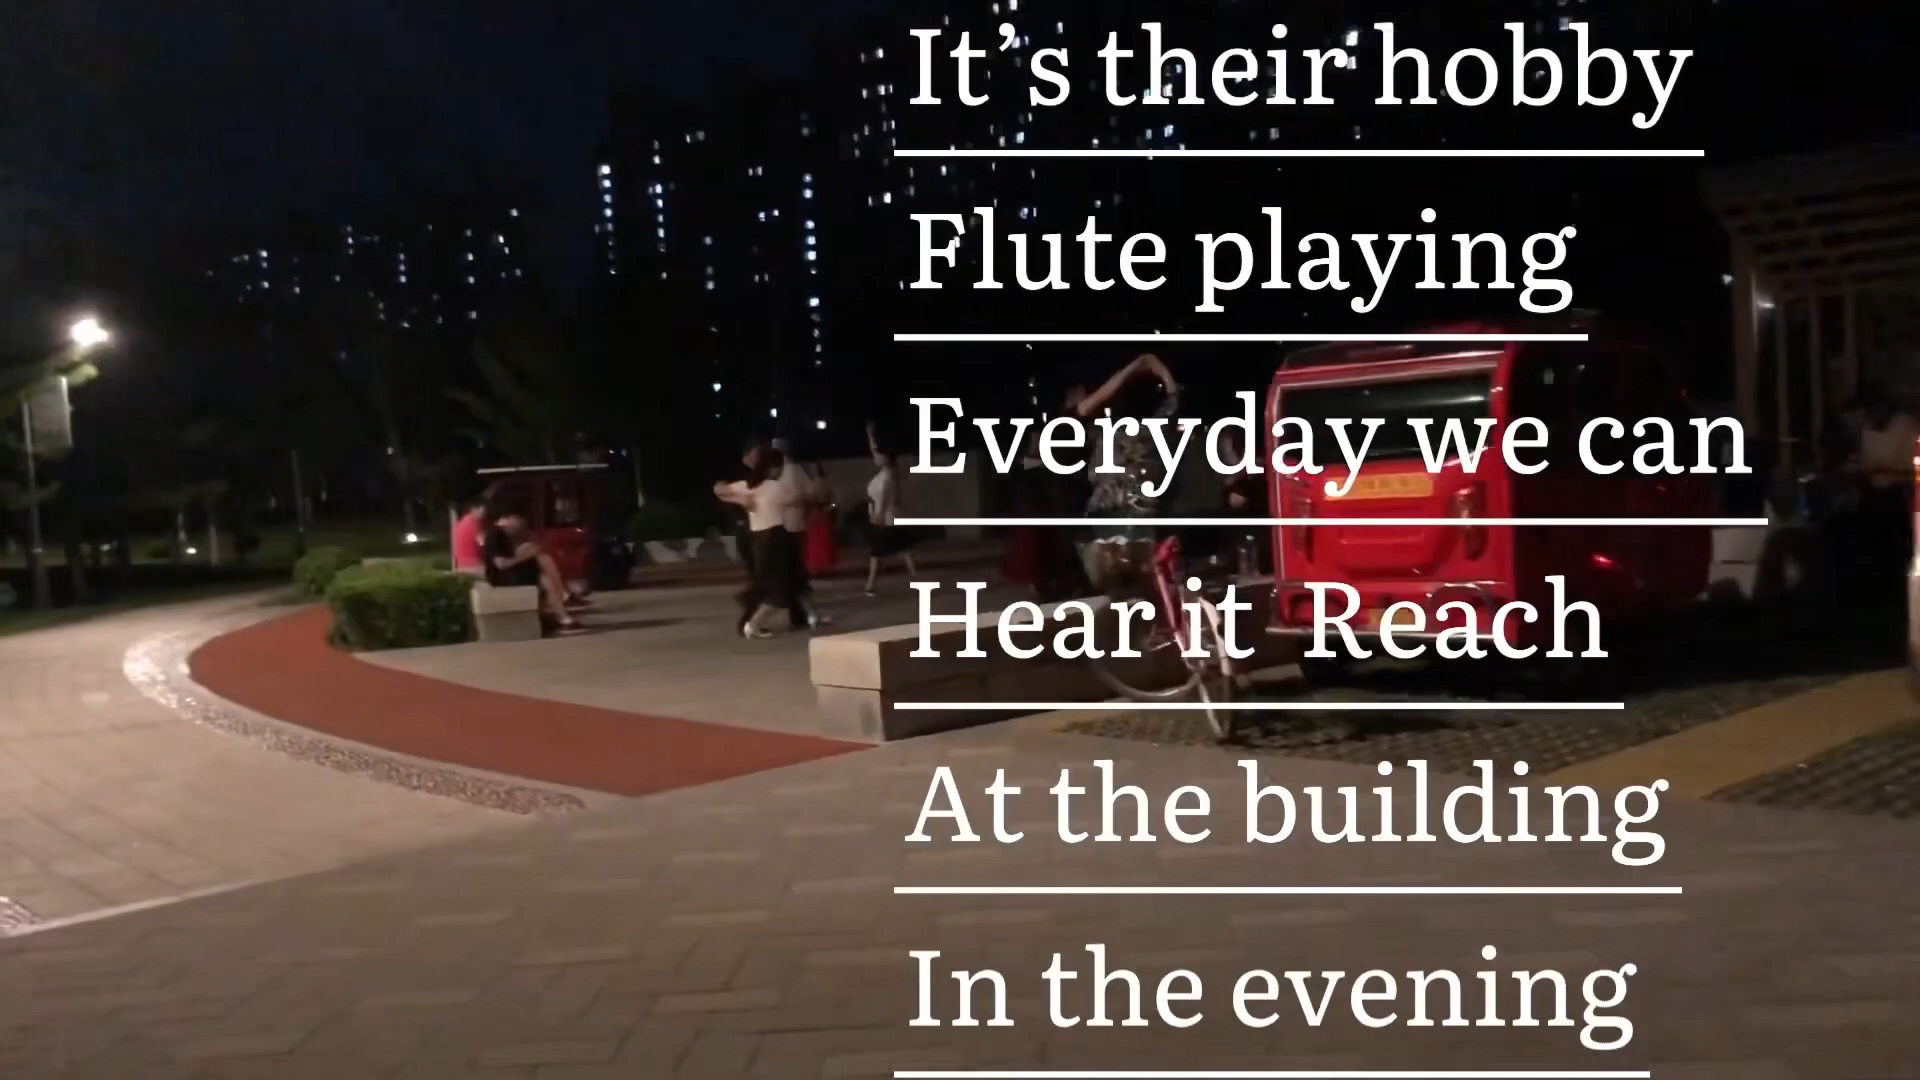 It’s their hobby
Flute playing
Everyday we can
Hear it  Reach
At the building
In the evening